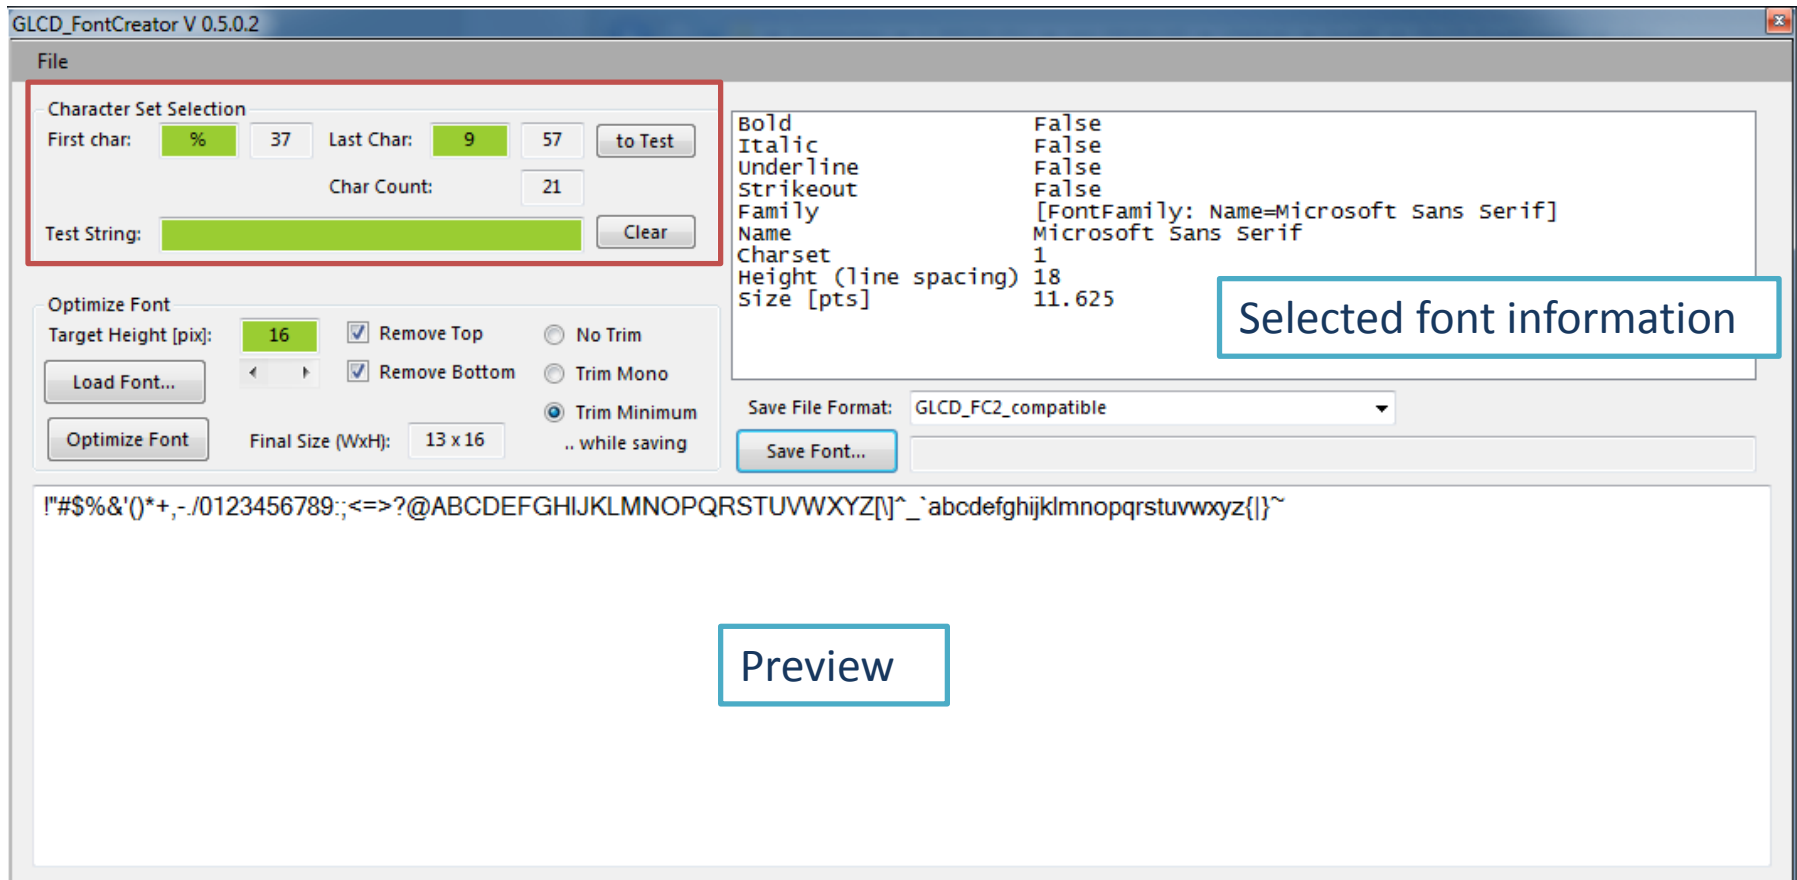 GLCD_FontCreator V 0.5.0.2
File
Character Set Selection
First char: % 37 Last Char: 9 57 to Test
Char Count: 21
Test String: Clear
Bold False
Italic False
Underline False
Strikeout False
Family [FontFamily: Name=Microsoft Sans Serif]
Name Microsoft Sans Serif
Charset 1
Height (line spacing) 18
Size [pts] 11.625
Selected font information
Optimize Font
Target Height [pix]: 16 Remove Top No Trim
Load Font... Remove Bottom Trim Mono
Trim Minimum
Optimize Font Final Size (WxH): 13 x 16 .. while saving
Save File Format: GLCD_FC2_compatible
Save Font...
!"#$%&'()*+,-./0123456789:;<=>?@ABCDEFGHIJKLMNOPQRSTUVWXYZ[\]^_`abcdefghijklmnopqrstuvwxyz{|}~
Preview